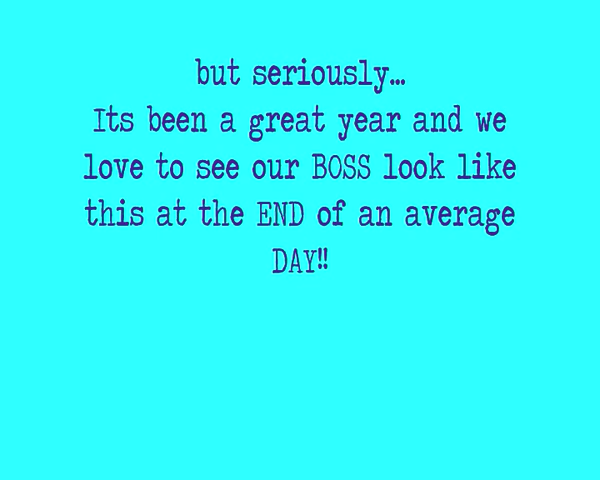 but seriously...
Its been a great year and we
love to see our BOSS look like
this at the END of an average
DAY!!